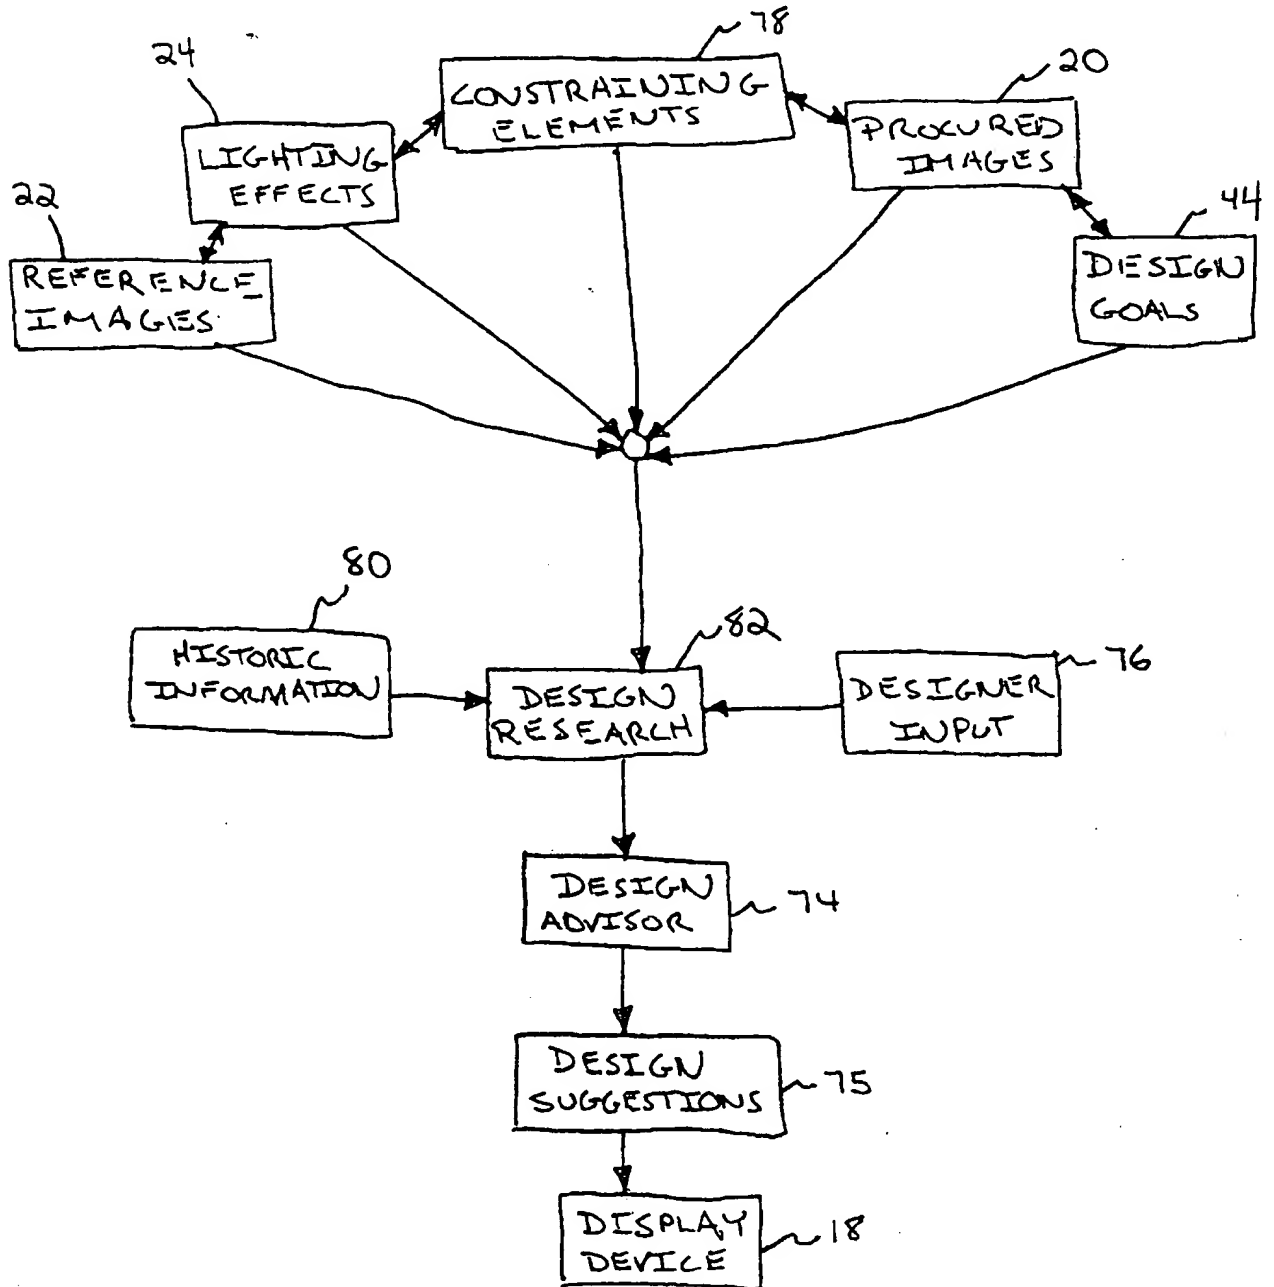 78
24
CONSTRAINING
ELEMENTS
20
PROCURED
IMAGES
LIGHTING
EFFECTS
22
44
REFERENCE
IMAGES
DESIGN
GOALS
80
HISTORIC
INFORMATION
82
DESIGN
RESEARCH
76
DESIGNER
INPUT
DESIGN
ADVISOR
74
DESIGN
SUGGESTIONS
75
DISPLAY
DEVICE
18